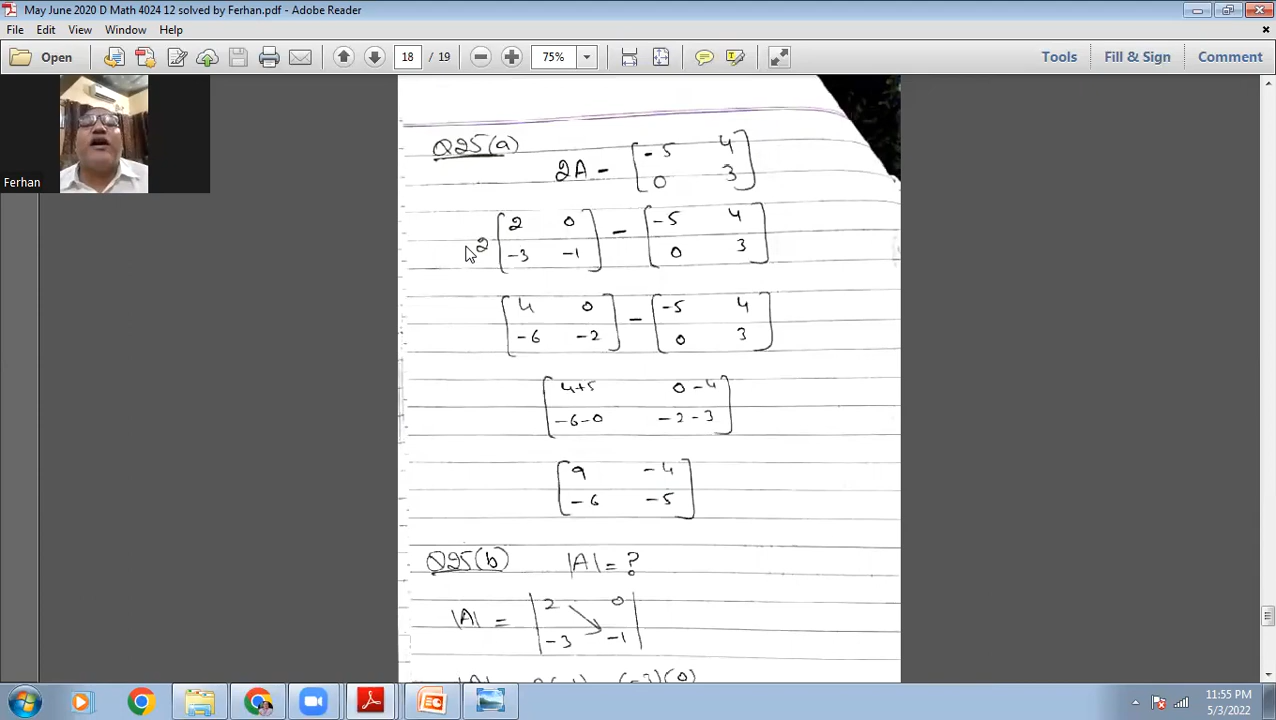 May June 2020 D Math 4024 12 solved by Ferhan.pdf - Adobe Reader
File Edit View Window Help
Open 18 / 19 75% Tools Fill & Sign Comment
Ferhan
Q25(a)
2A - [ -5 4
0 3 ]
2 [ 2 0
-3 -1 ] - [ -5 4
0 3 ]
[ 4 0
-6 -2 ] - [ -5 4
0 3 ]
[ 4+5 0-4
-6-0 -2-3 ]
[ 9 -4
-6 -5 ]
Q25(b) |A| = ?
|A| = | 2 0
-3 -1 |
(-3)(0)
11:55 PM
5/3/2022